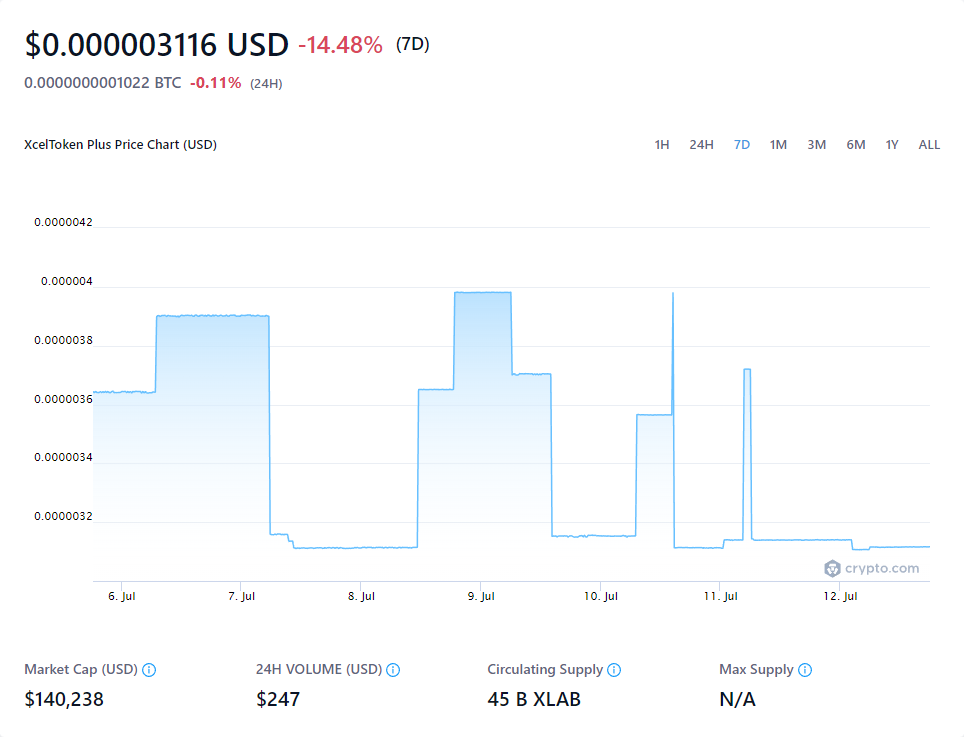 $0.000003116 USD -14.48% (7D)
0.0000000001022 BTC -0.11% (24H)
XcelToken Plus Price Chart (USD) 1H 24H 7D 1M 3M 6M 1Y ALL
0.0000042
0.000004
0.0000038
0.0000036
0.0000034
0.0000032
crypto.com
6. Jul 7. Jul 8. Jul 9. Jul 10. Jul 11. Jul 12. Jul
Market Cap (USD) 24H VOLUME (USD) Circulating Supply Max Supply
$140,238 $247 45 B XLAB N/A